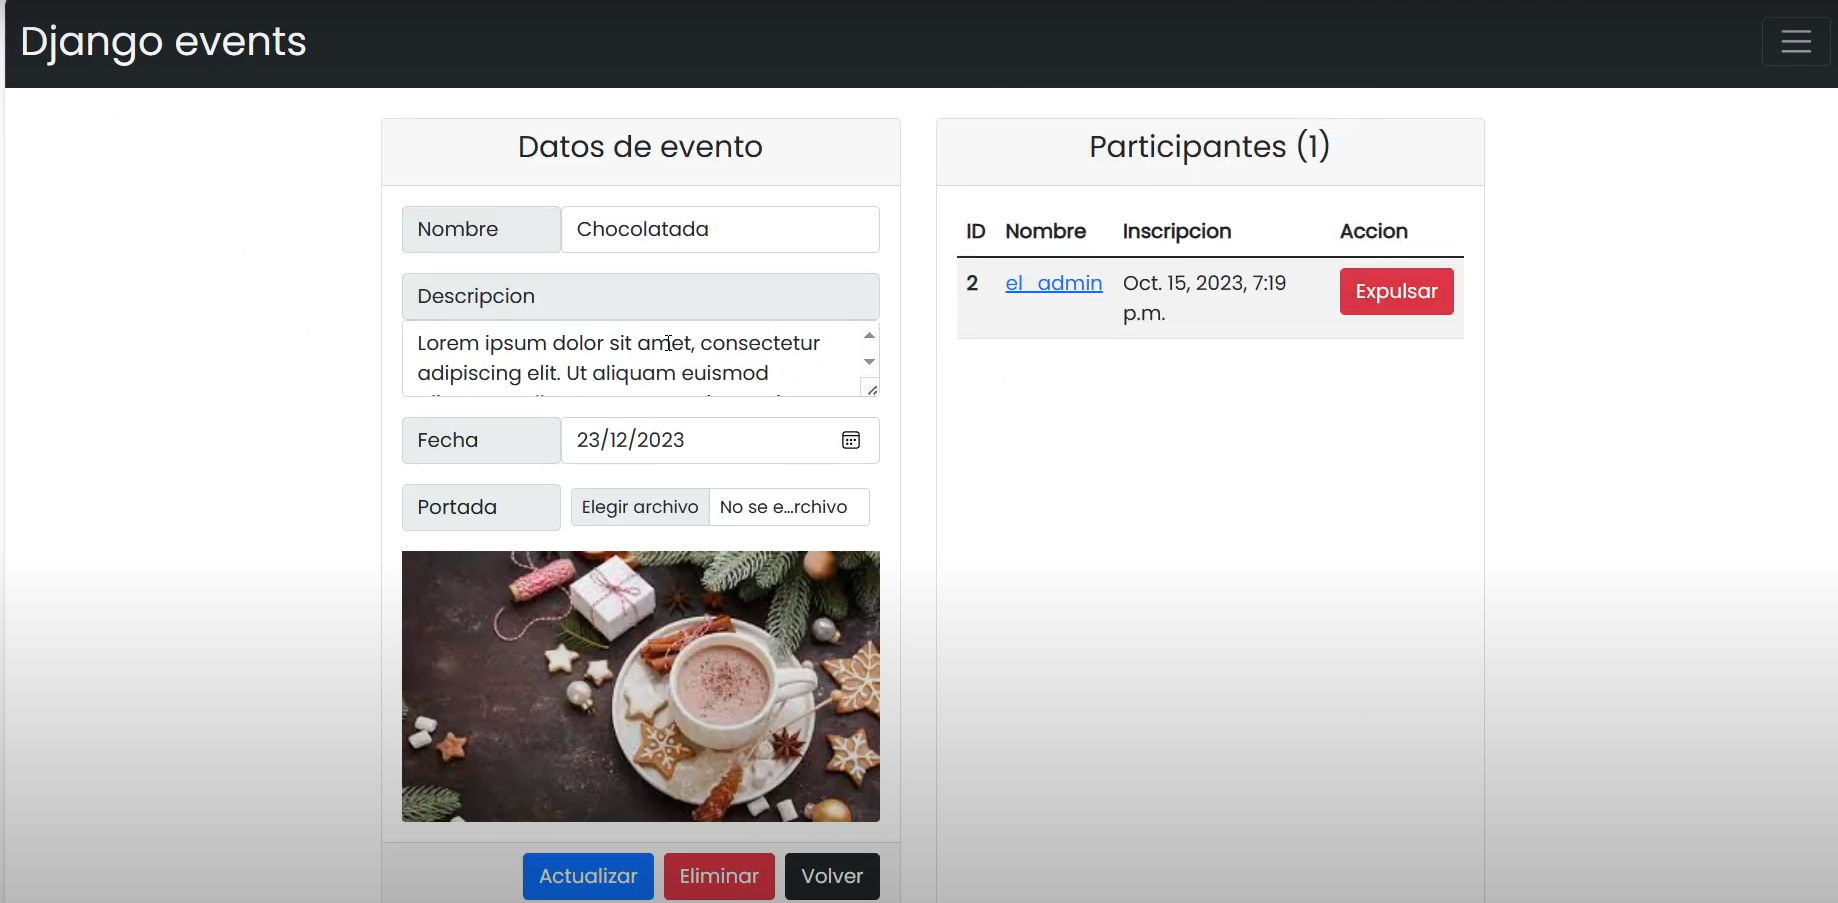 Django events
Datos de evento
Nombre
Chocolatada
Descripcion
Lorem ipsum dolor sit amet, consectetur
adipiscing elit. Ut aliquam euismod
Fecha
23/12/2023
Portada
Elegir archivo
No se e...rchivo
Actualizar
Eliminar
Volver
Participantes (1)
ID Nombre Inscripcion Accion
2 el_admin Oct. 15, 2023, 7:19
p.m.
Expulsar